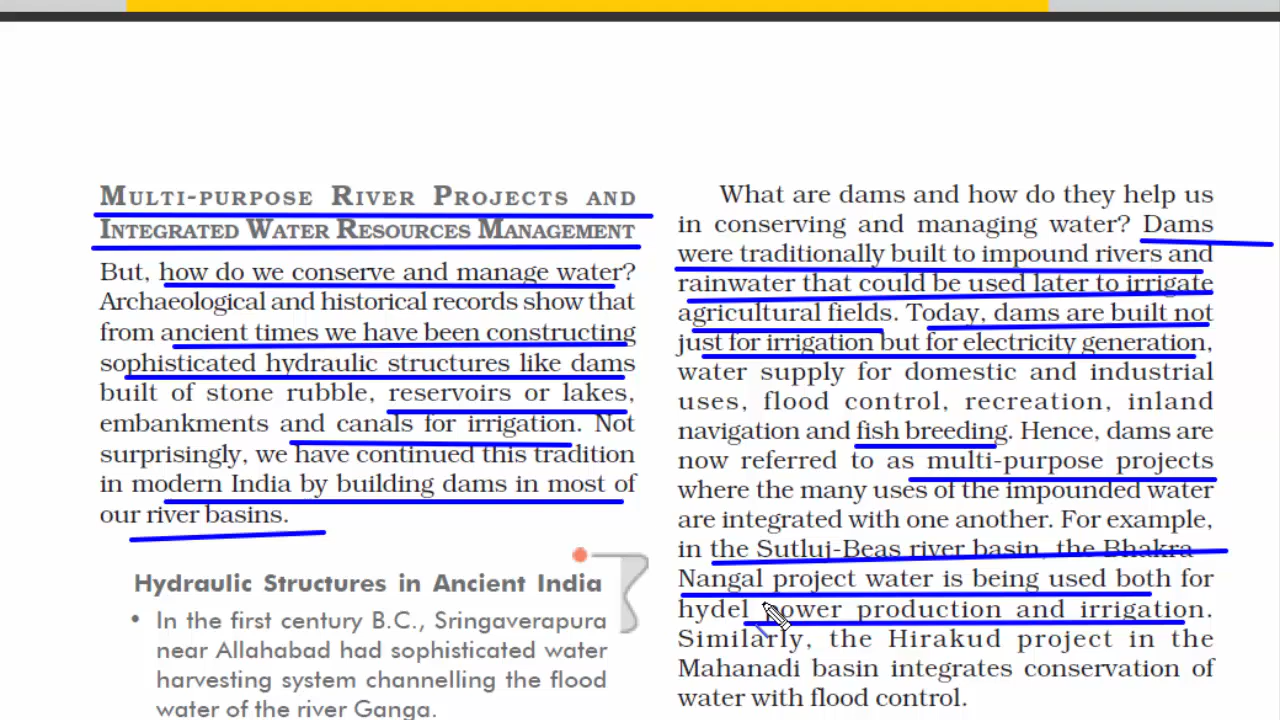 MULTI-PURPOSE RIVER PROJECTS AND
INTEGRATED WATER RESOURCES MANAGEMENT
But, how do we conserve and manage water?
Archaeological and historical records show that
from ancient times we have been constructing
sophisticated hydraulic structures like dams
built of stone rubble, reservoirs or lakes,
embankments and canals for irrigation. Not
surprisingly, we have continued this tradition
in modern India by building dams in most of
our river basins.
Hydraulic Structures in Ancient India
• In the first century B.C., Sringaverapura
near Allahabad had sophisticated water
harvesting system channelling the flood
water of the river Ganga.
What are dams and how do they help us
in conserving and managing water? Dams
were traditionally built to impound rivers and
rainwater that could be used later to irrigate
agricultural fields. Today, dams are built not
just for irrigation but for electricity generation,
water supply for domestic and industrial
uses, flood control, recreation, inland
navigation and fish breeding. Hence, dams are
now referred to as multi-purpose projects
where the many uses of the impounded water
are integrated with one another. For example,
in the Sutluj-Beas river basin, the Bhakra –
Nangal project water is being used both for
hydel power production and irrigation.
Similarly, the Hirakud project in the
Mahanadi basin integrates conservation of
water with flood control.